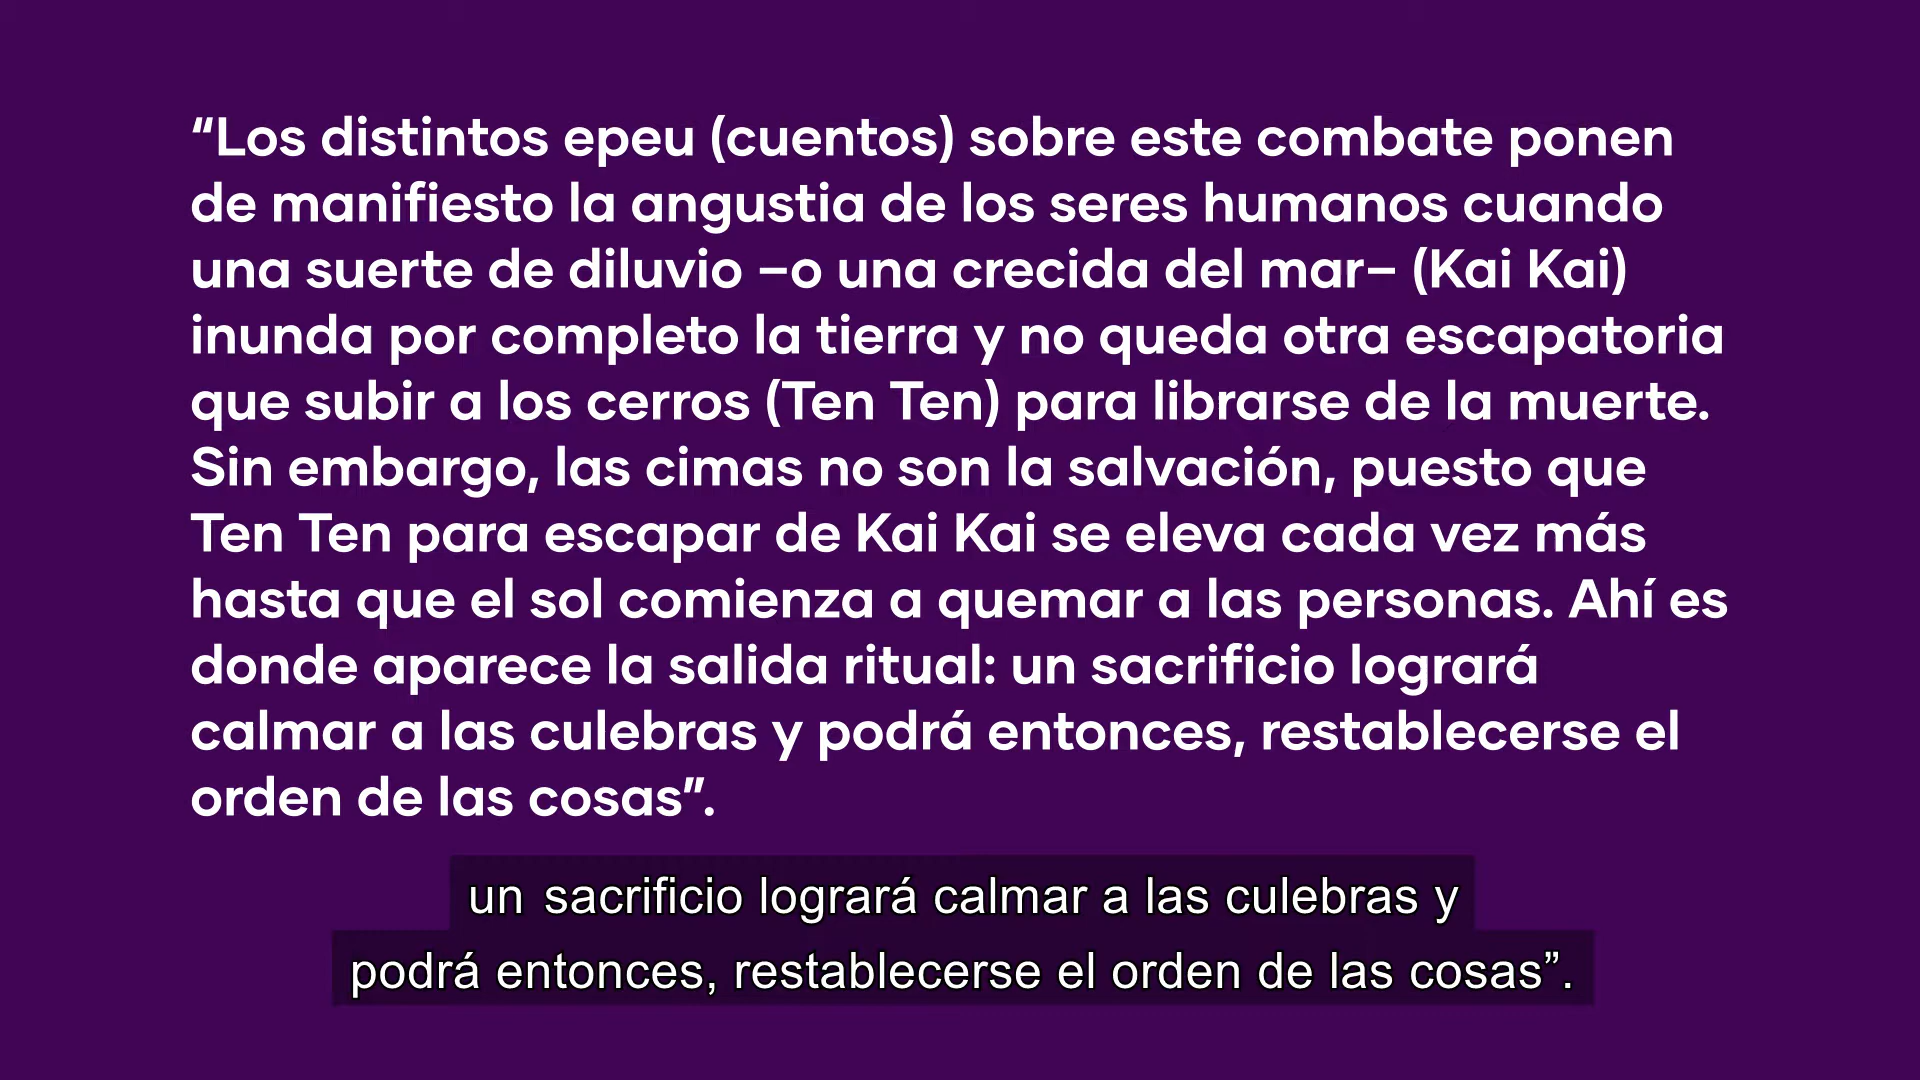 “Los distintos epeu (cuentos) sobre este combate ponen
de manifiesto la angustia de los seres humanos cuando
una suerte de diluvio –o una crecida del mar– (Kai Kai)
inunda por completo la tierra y no queda otra escapatoria
que subir a los cerros (Ten Ten) para librarse de la muerte.
Sin embargo, las cimas no son la salvación, puesto que
Ten Ten para escapar de Kai Kai se eleva cada vez más
hasta que el sol comienza a quemar a las personas. Ahí es
donde aparece la salida ritual: un sacrificio logrará
calmar a las culebras y podrá entonces, restablecerse el
orden de las cosas”.
un sacrificio logrará calmar a las culebras y
podrá entonces, restablecerse el orden de las cosas”.